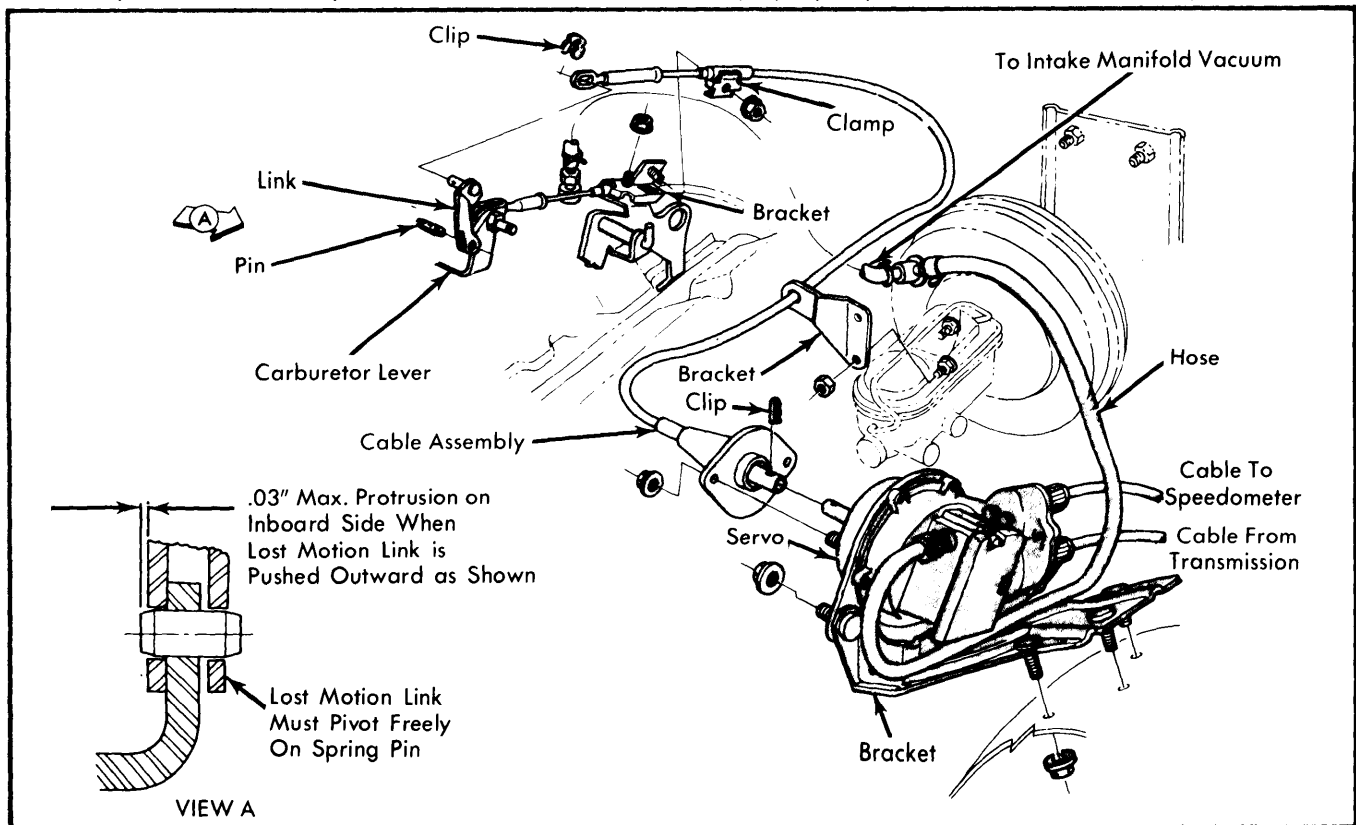 Clip
To Intake Manifold Vacuum
Clamp
Link
A
Bracket
Pin
Carburetor Lever
Bracket
Hose
Clip
Cable Assembly
Cable To
Speedometer
.03" Max. Protrusion on
Inboard Side When
Lost Motion Link is
Pushed Outward as Shown
Servo
Cable From
Transmission
Lost Motion Link
Must Pivot Freely
On Spring Pin
Bracket
VIEW A